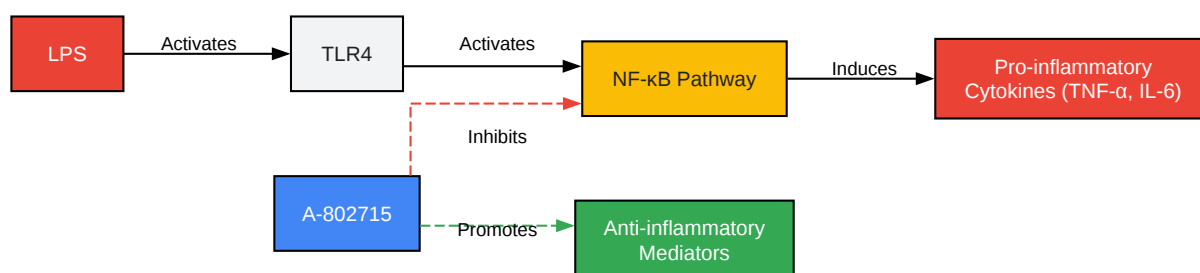 LPS
Activates
TLR4
Activates
NF-κB Pathway
Induces
Pro-inflammatory
Cytokines (TNF-α, IL-6)
Inhibits
A-802715
Promotes
Anti-inflammatory
Mediators